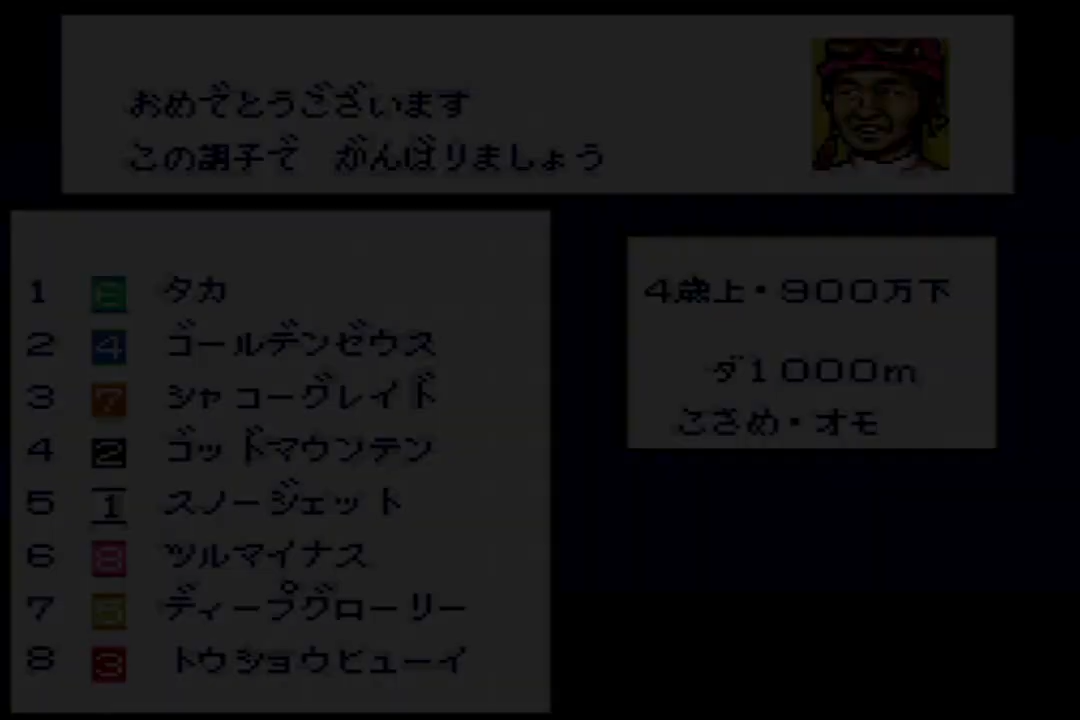 おめでとうございます
この調子で がんばりましょう
1 6 タカ
2 4 ゴールデンゼウス
3 7 シャコーグレイド
4 2 ゴッドマウンテン
5 1 スノージェット
6 8 ツルマイナス
7 5 ディープグローリー
8 3 トウショウヒューイ
4歳上・900万下
ダ1000m
こさめ・オモ